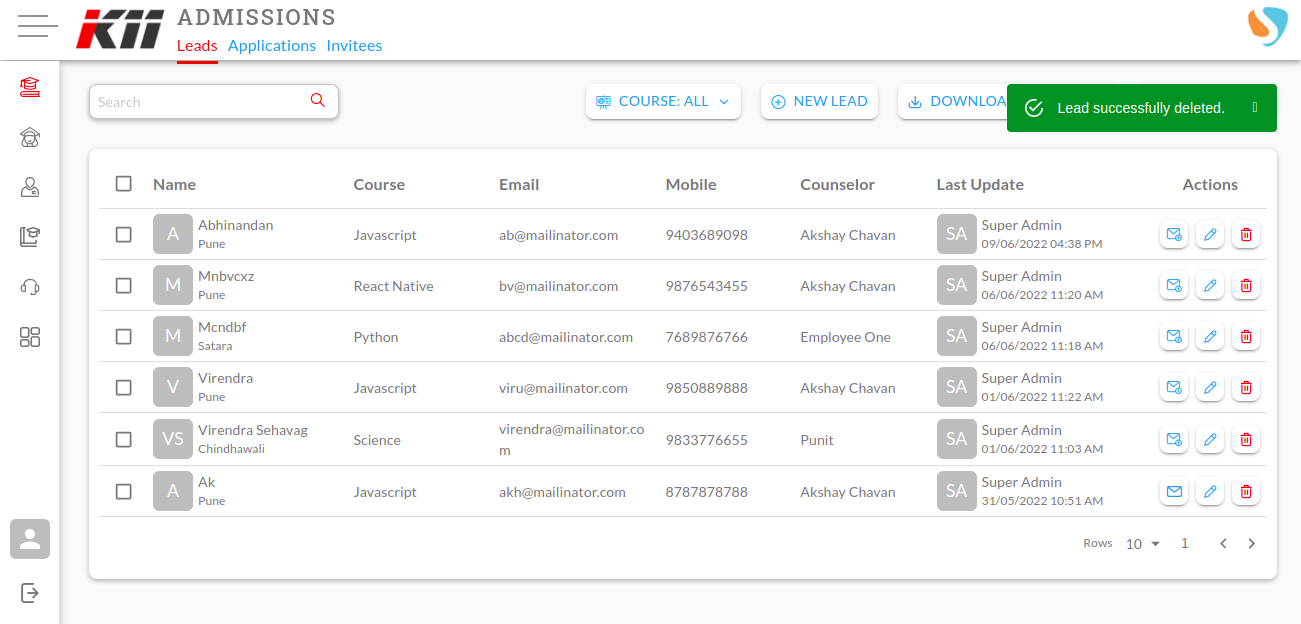 KII
ADMISSIONS
Leads Applications Invitees
Search
COURSE: ALL
NEW LEAD
DOWNLOA
Lead successfully deleted.
Name Course Email Mobile Counselor Last Update Actions
A Abhinandan Javascript ab@mailinator.com 9403689098 Akshay Chavan SA Super Admin
Pune 09/06/2022 04:38 PM
M Mnbvcxz React Native bv@mailinator.com 9876543455 Akshay Chavan SA Super Admin
Pune 06/06/2022 11:20 AM
M Mcndbf Python abcd@mailinator.com 7689876766 Employee One SA Super Admin
Satara 06/06/2022 11:18 AM
V Virendra Javascript viru@mailinator.com 9850889888 Akshay Chavan SA Super Admin
Pune 01/06/2022 11:22 AM
VS Virendra Sehavag Science virendra@mailinator.co 9833776655 Punit SA Super Admin
Chindhawali m 01/06/2022 11:03 AM
A Ak Javascript akh@mailinator.com 8787878788 Akshay Chavan SA Super Admin
Pune 31/05/2022 10:51 AM
Rows 10 1